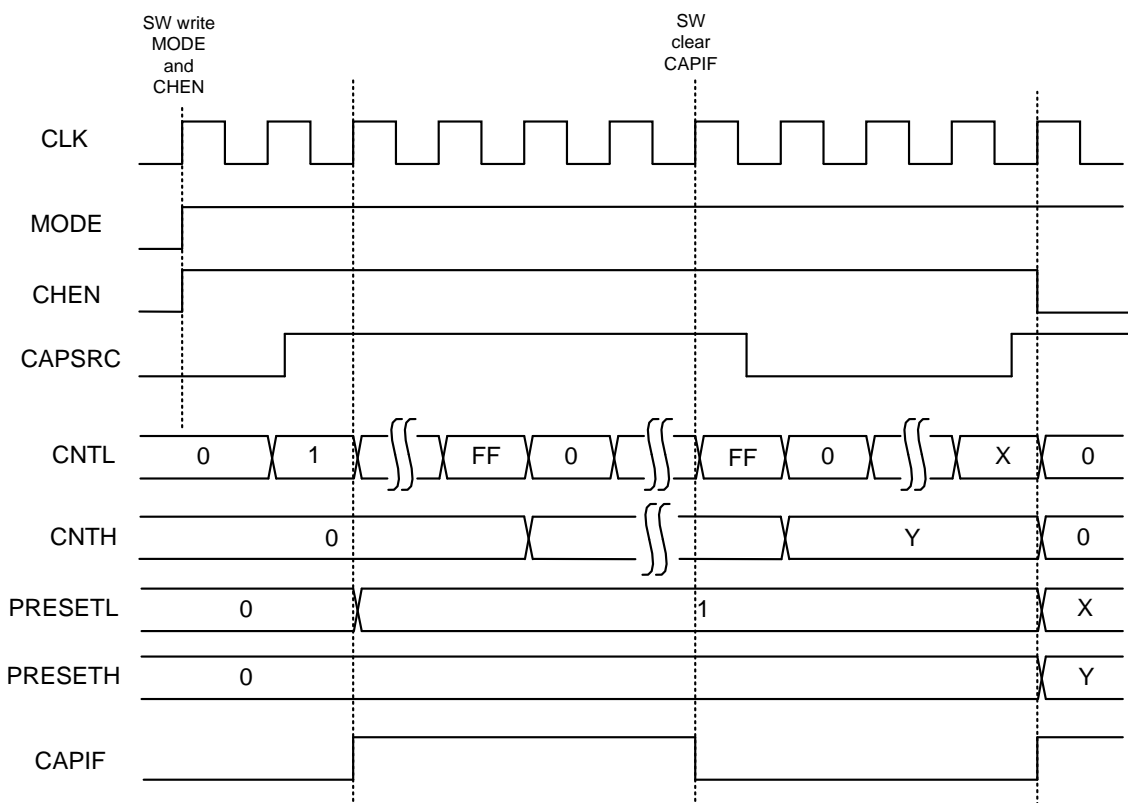 SW write
MODE
and
CHEN
SW
clear
CAPIF
CLK
MODE
CHEN
CAPSRC
CNTL 0 1 FF 0 FF 0 X 0
CNTH 0 Y 0
PRESETL 0 1 X
PRESETH 0 Y
CAPIF